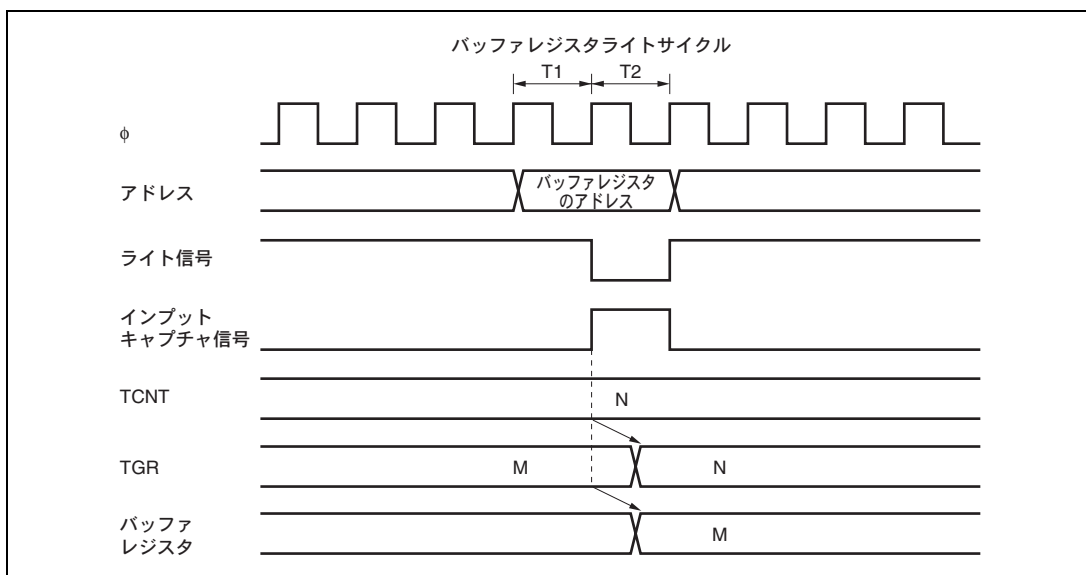 バッファレジスタライトサイクル
T1 T2
φ
アドレス
バッファレジスタ
のアドレス
ライト信号
インプット
キャプチャ信号
TCNT
N
TGR
M N
バッファ
レジスタ
M